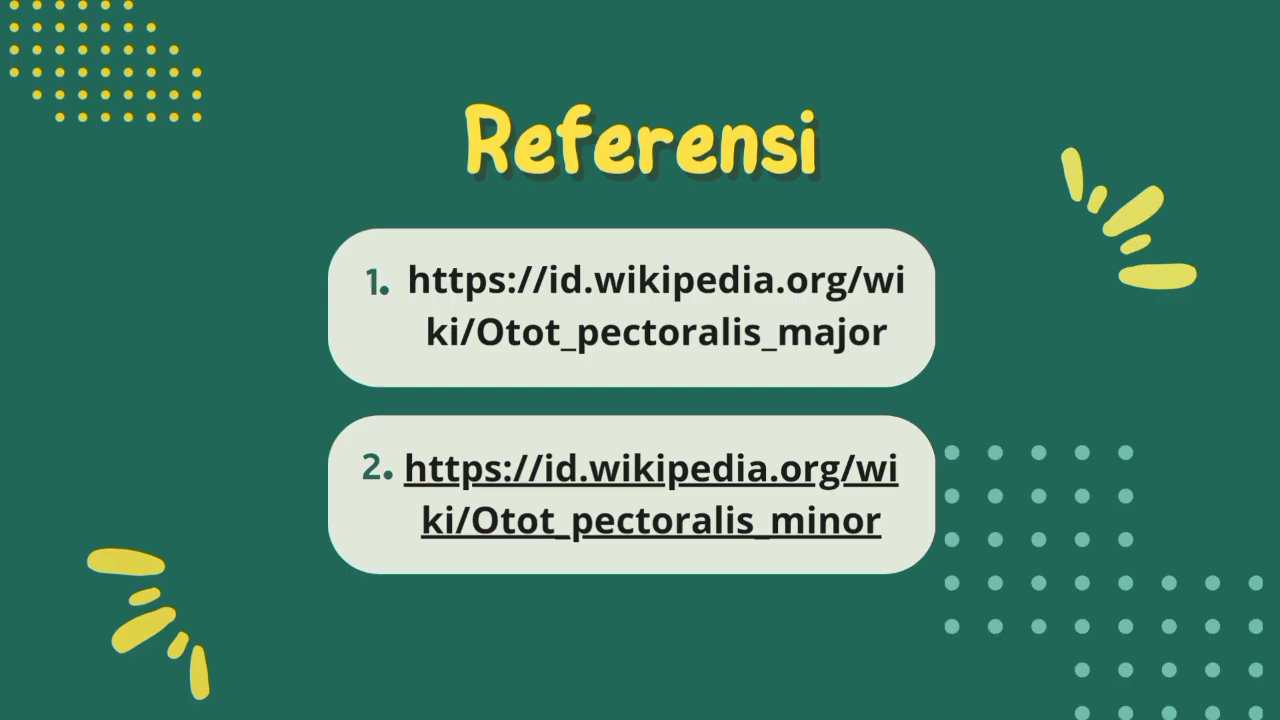 Referensi
1. https://id.wikipedia.org/wi
ki/Otot_pectoralis_major
2. https://id.wikipedia.org/wi
ki/Otot_pectoralis_minor